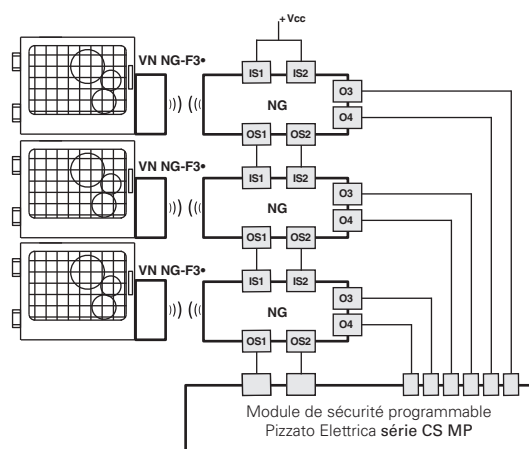 + Vcc
VN NG-F3•
IS1 IS2
O3
NG
O4
OS1 OS2
VN NG-F3•
IS1 IS2
O3
NG
O4
OS1 OS2
VN NG-F3•
IS1 IS2
O3
NG
O4
OS1 OS2
Module de sécurité programmable
Pizzato Elettrica série CS MP